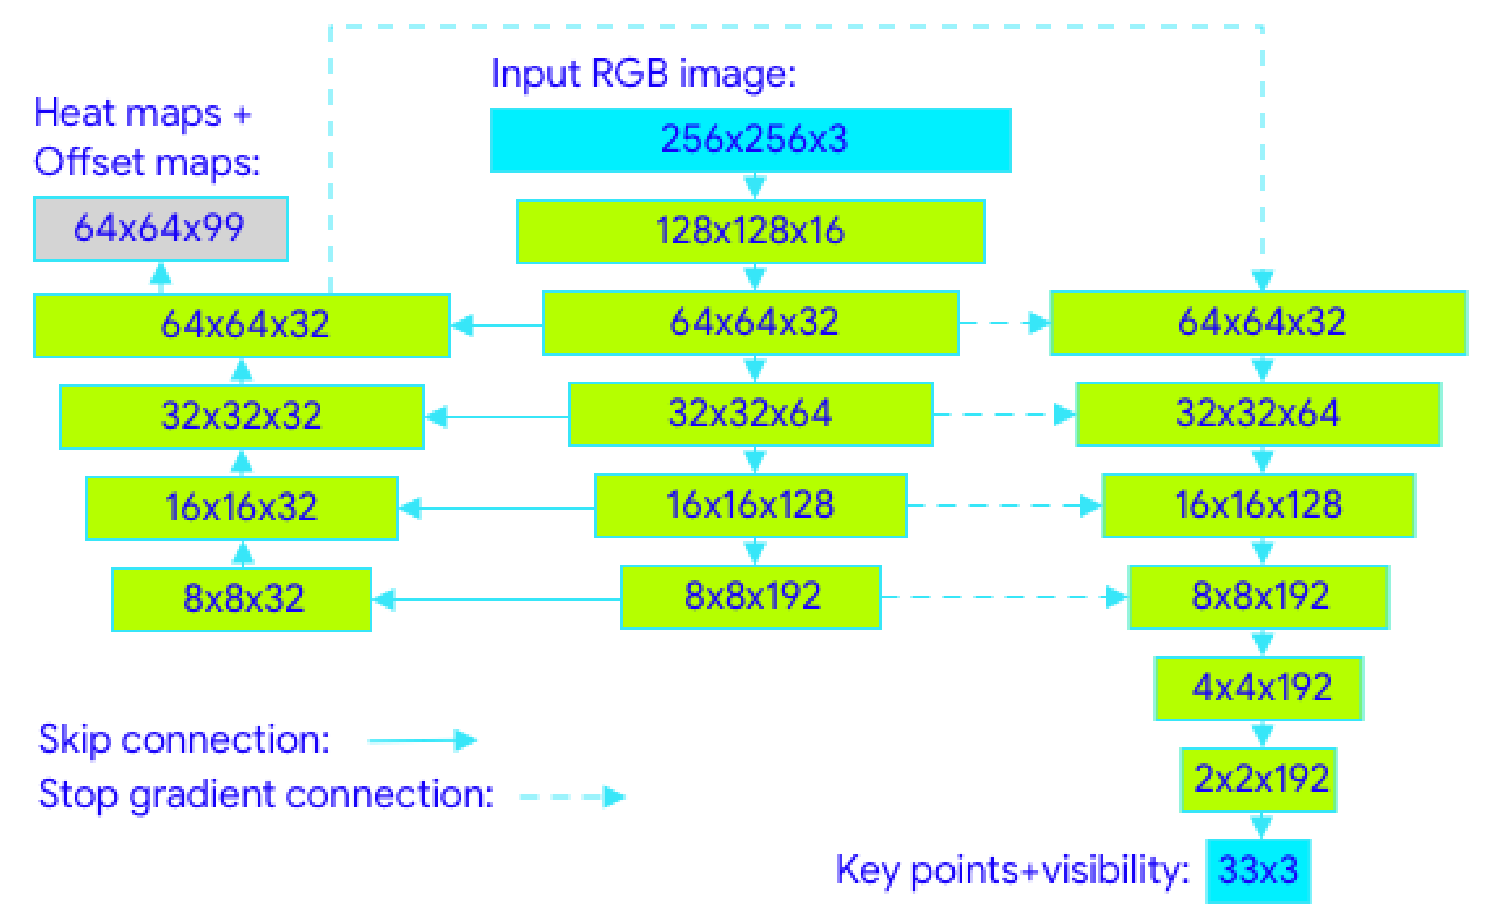 Input RGB image:
Heat maps +
Offset maps:
256x256x3
64x64x99
128x128x16
64x64x32
64x64x32
64x64x32
32x32x32
32x32x64
32x32x64
16x16x32
16x16x128
16x16x128
8x8x32
8x8x192
8x8x192
4x4x192
Skip connection:
Stop gradient connection:
2x2x192
Key points+visibility:
33x3